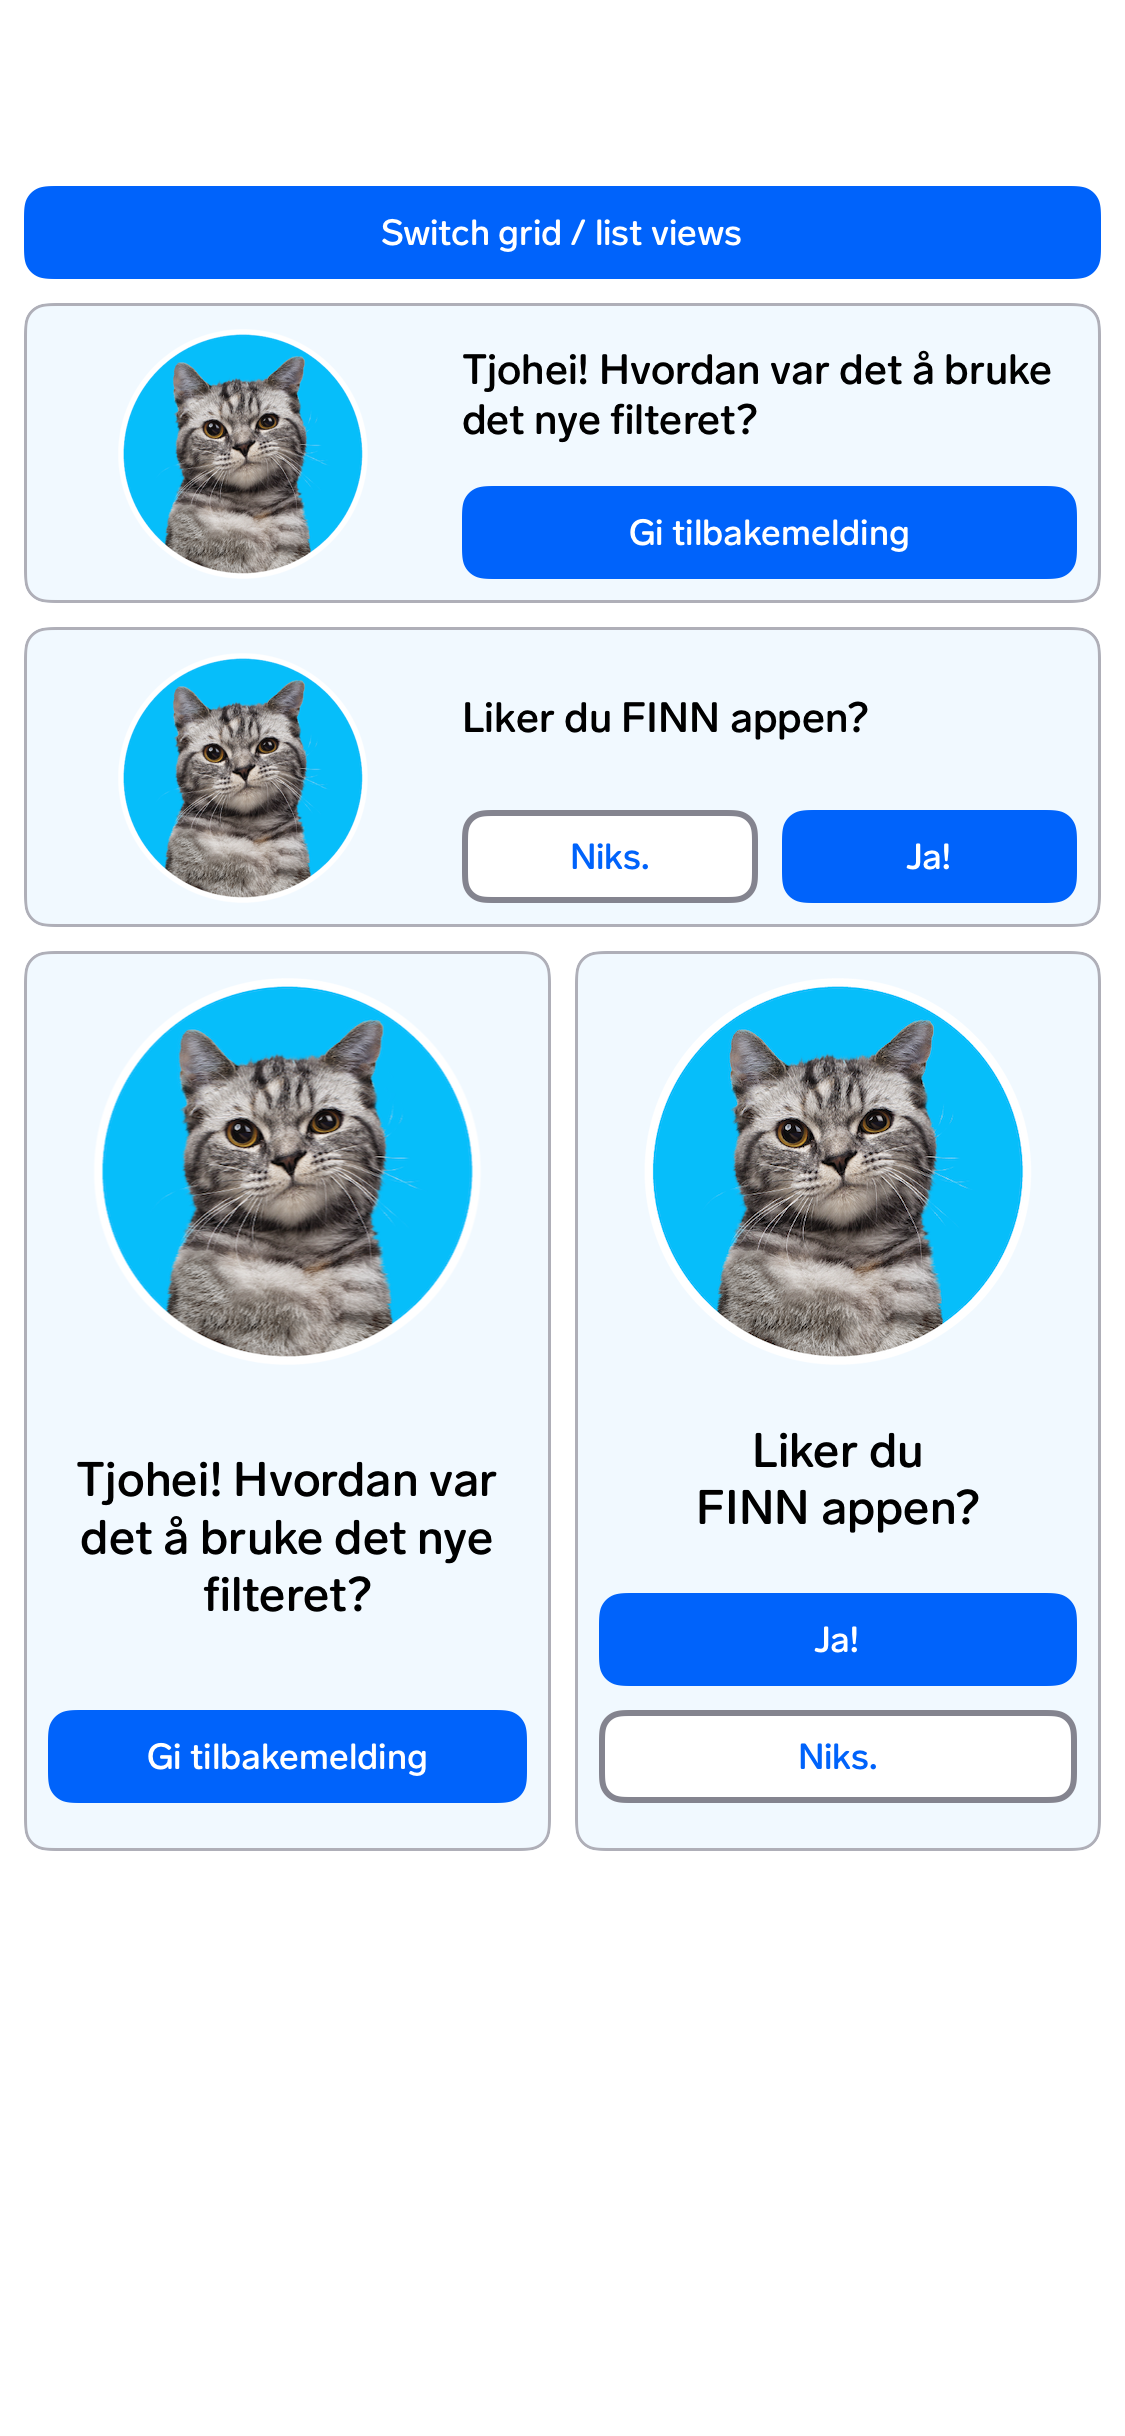 Switch grid / list views
Tjohei! Hvordan var det å bruke
det nye filteret?
Gi tilbakemelding
Liker du FINN appen?
Niks.
Ja!
Tjohei! Hvordan var
det å bruke det nye
filteret?
Gi tilbakemelding
Liker du
FINN appen?
Ja!
Niks.